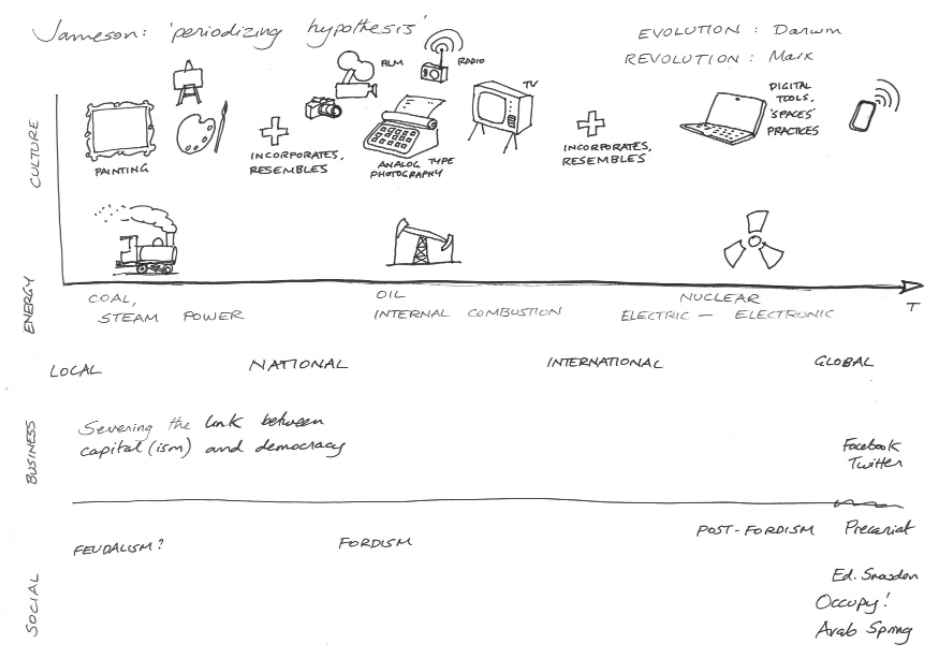 Jameson: 'periodizing hypothesis'
EVOLUTION : Darwin
REVOLUTION : Marx
CULTURE
PAINTING
+
INCORPORATES,
RESEMBLES
FILM
RADIO
ANALOG TYPE
PHOTOGRAPHY
TV
+
INCORPORATES,
RESEMBLES
DIGITAL
TOOLS,
'SPACES'
PRACTICES
ENERGY
COAL,
STEAM POWER
OIL
INTERNAL COMBUSTION
NUCLEAR
ELECTRIC — ELECTRONIC
T
LOCAL
NATIONAL
INTERNATIONAL
GLOBAL
BUSINESS
Severing the link between
capital(ism) and democracy
Facebook
Twitter
SOCIAL
FEUDALISM?
FORDISM
POST-FORDISM
Precariat
Ed. Snowden
Occupy!
Arab Spring